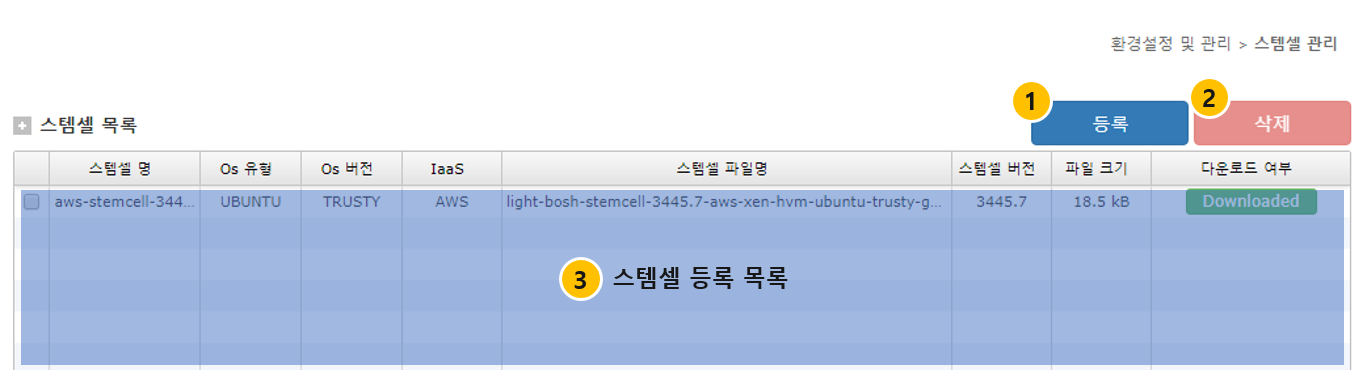 환경설정 및 관리 > 스템셀 관리
스템셀 목록
1 등록
2 삭제
스템셀 명 Os 유형 Os 버전 IaaS 스템셀 파일명 스템셀 버전 파일 크기 다운로드 여부
aws-stemcell-344... UBUNTU TRUSTY AWS light-bosh-stemcell-3445.7-aws-xen-hvm-ubuntu-trusty-g... 3445.7 18.5 kB Downloaded
3 스템셀 등록 목록